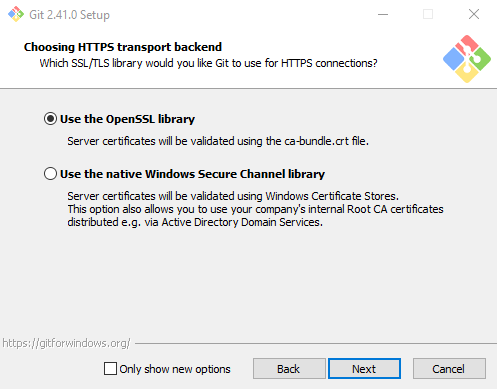 Git 2.41.0 Setup
Choosing HTTPS transport backend
Which SSL/TLS library would you like Git to use for HTTPS connections?
Use the OpenSSL library
Server certificates will be validated using the ca-bundle.crt file.
Use the native Windows Secure Channel library
Server certificates will be validated using Windows Certificate Stores.
This option also allows you to use your company's internal Root CA certificates
distributed e.g. via Active Directory Domain Services.
https://gitforwindows.org/
Only show new options
Back
Next
Cancel